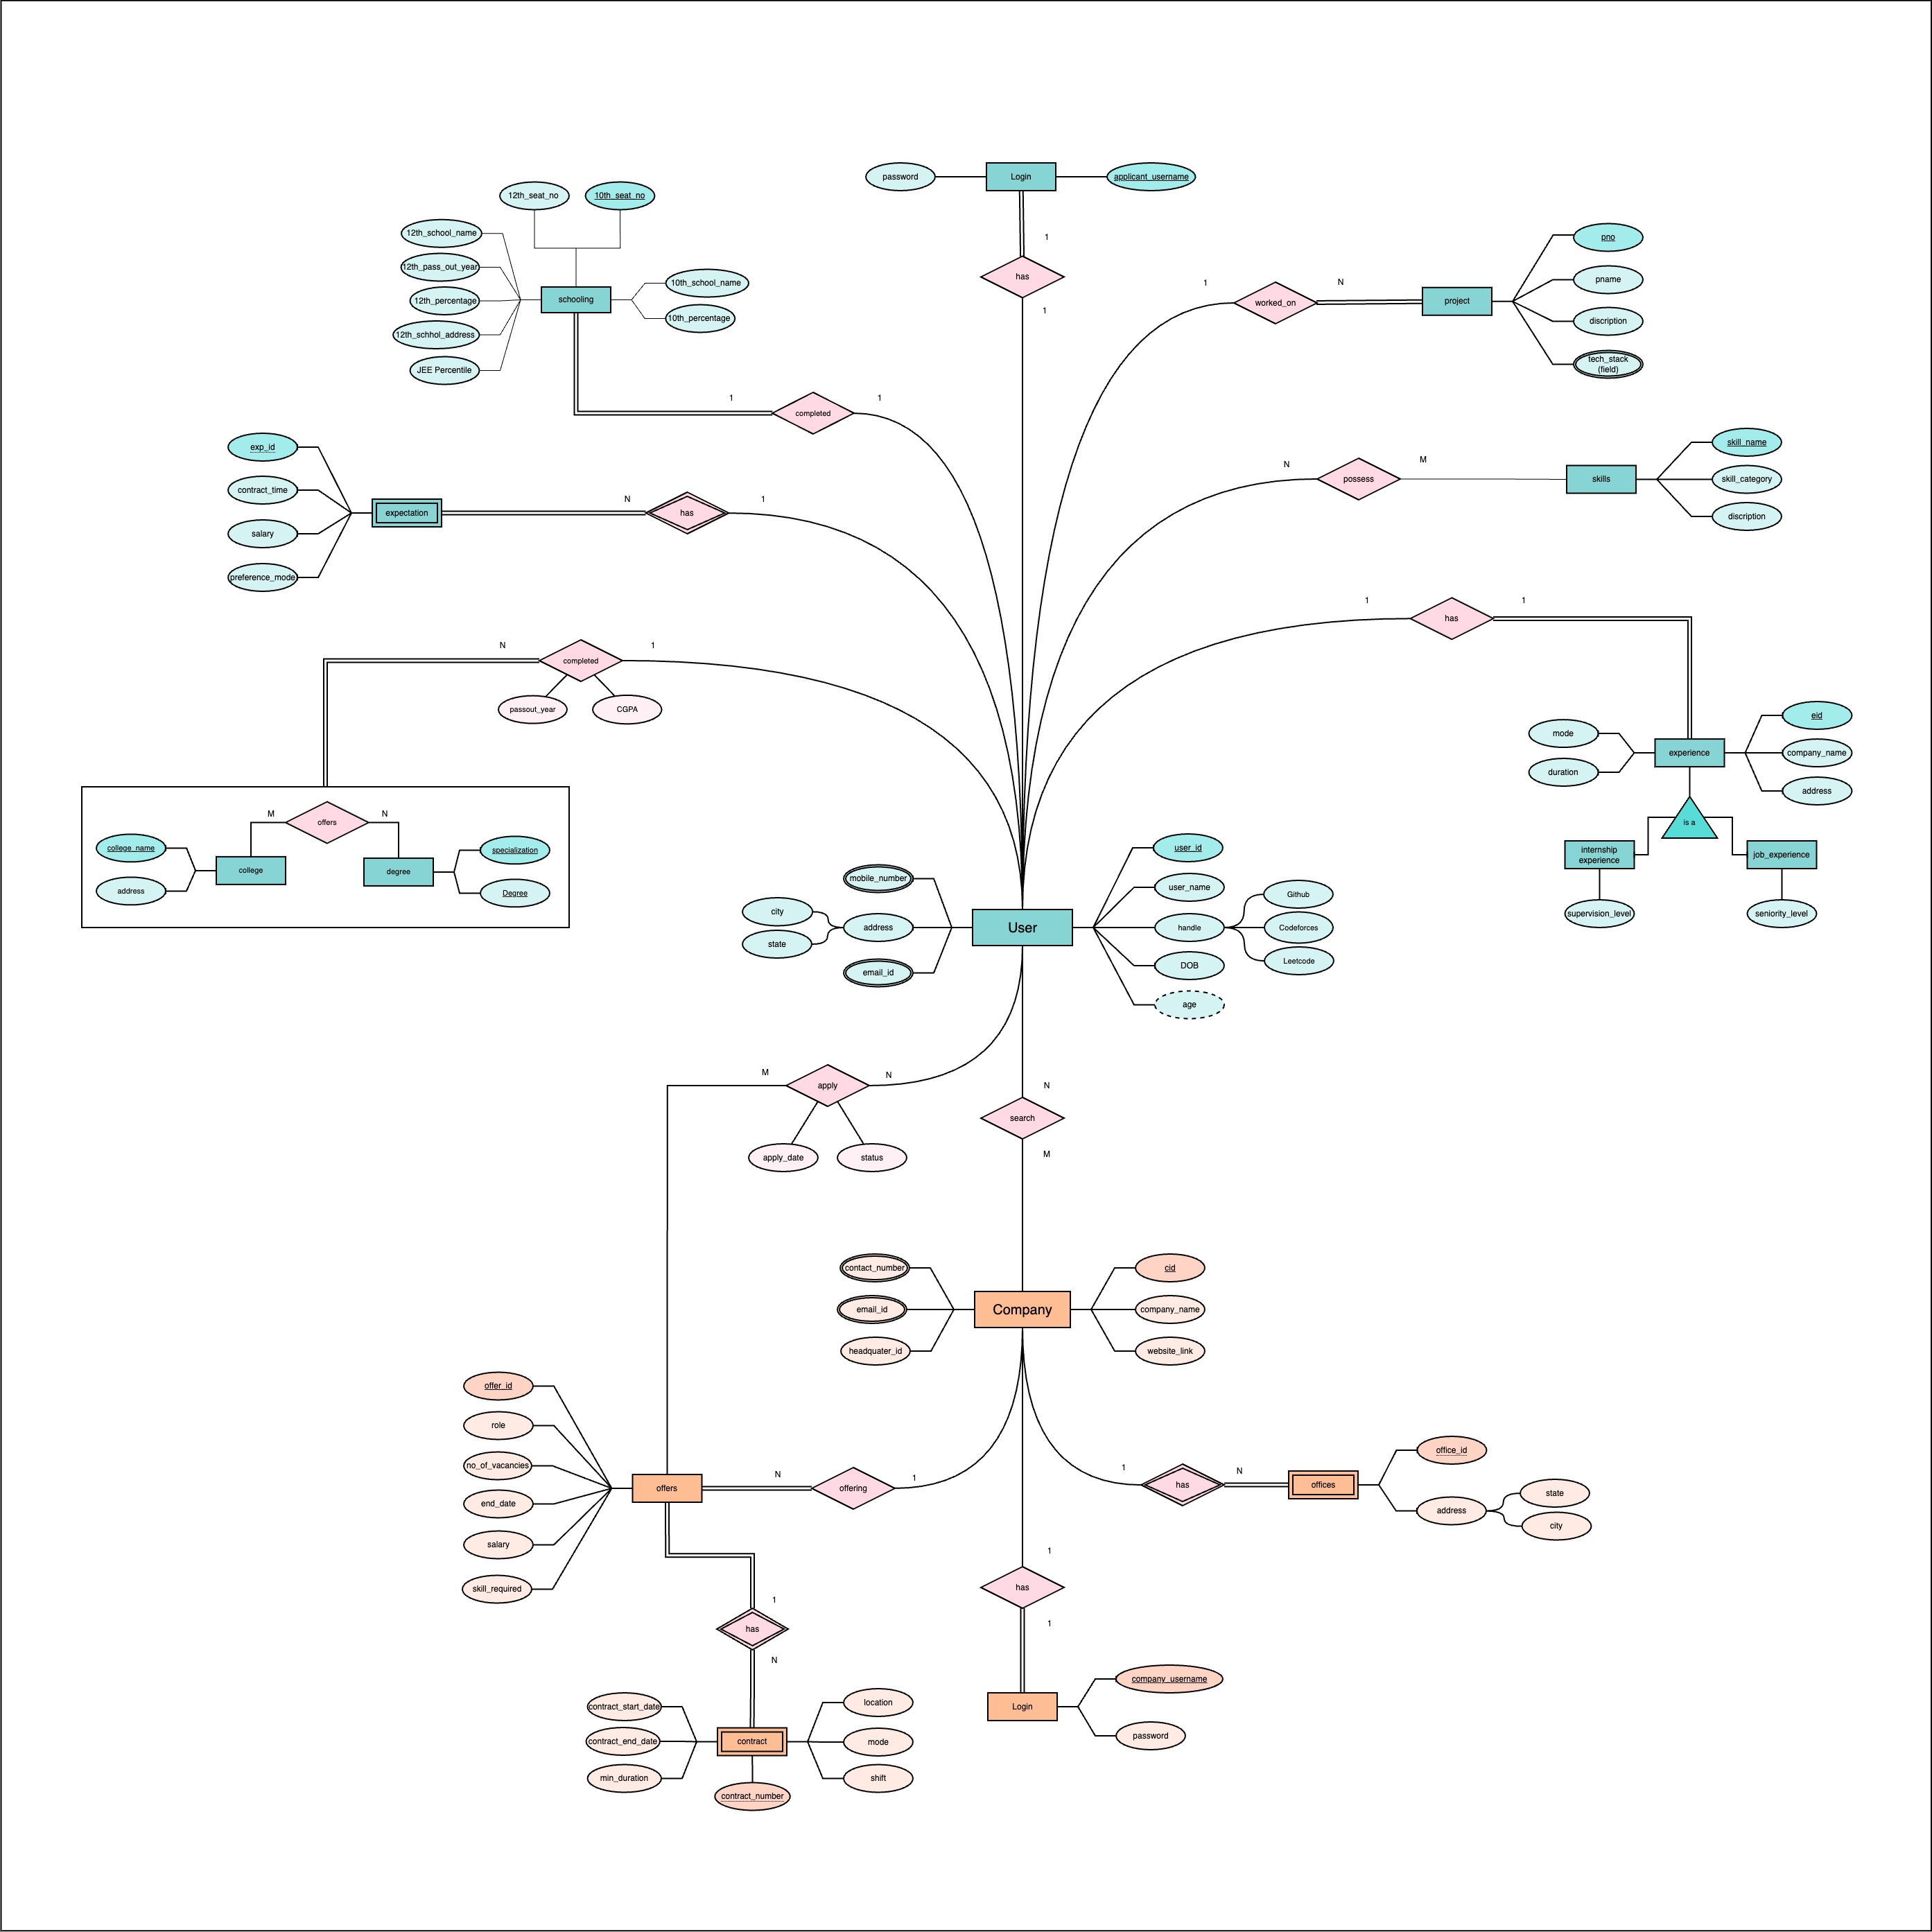 password
Login
applicant_username
12th_seat_no
10th_seat_no
12th_school_name
12th_pass_out_year
12th_percentage
12th_schhol_address
JEE Percentile
schooling
10th_school_name
10th_percentage
1
has
1
1
worked_on
N
project
pno
pname
discription
tech_stack
(field)
1
completed
1
exp_id
contract_time
salary
preference_mode
expectation
N
has
1
N
possess
M
skills
skill_name
skill_category
discription
1
has
1
N
completed
1
passout_year
CGPA
mode
duration
experience
eid
company_name
address
is a
internship
experience
job_experience
supervision_level
seniority_level
M
offers
N
college_name
address
college
degree
specialization
Degree
mobile_number
city
state
address
email_id
User
user_id
user_name
handle
DOB
age
Github
Codeforces
Leetcode
M
apply
N
apply_date
status
N
search
M
contact_number
email_id
headquater_id
Company
cid
company_name
website_link
offer_id
role
no_of_vacancies
end_date
salary
skill_required
offers
N
offering
1
1
has
N
offices
office_id
address
state
city
1
has
1
1
has
N
Login
company_username
password
contract_start_date
contract_end_date
min_duration
contract
location
mode
shift
contract_number